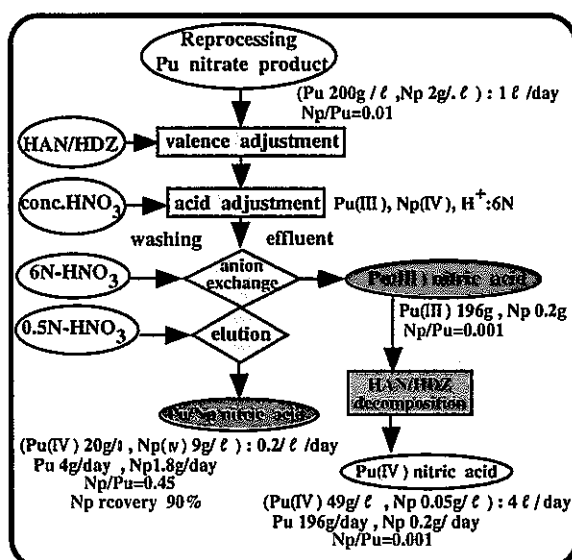 Reprocessing
Pu nitrate product
(Pu 200g / ℓ ,Np 2g/. ℓ ) : 1 ℓ /day
Np/Pu=0.01
HAN/HDZ
valence adjustment
conc.HNO3
acid adjustment
Pu(III), Np(IV), H+:6N
washing
effluent
6N-HNO3
anion
exchange
Pu(III) nitric acid
Pu(III) 196g , Np 0.2g
Np/Pu=0.001
0.5N-HNO3
elution
HAN/HDZ
decomposition
Pu/Np nitric acid
(Pu(IV) 20g/ℓ , Np(IV) 9g/ ℓ ) : 0.2/ ℓ /day
Pu 4g/day , Np1.8g/day
Np/Pu=0.45
Np rcovery 90%
Pu(IV) nitric acid
(Pu(IV) 49g/ ℓ , Np 0.05g/ ℓ ) : 4 ℓ / day
Pu 196g/day , Np 0.2g/ day
Np/Pu=0.001